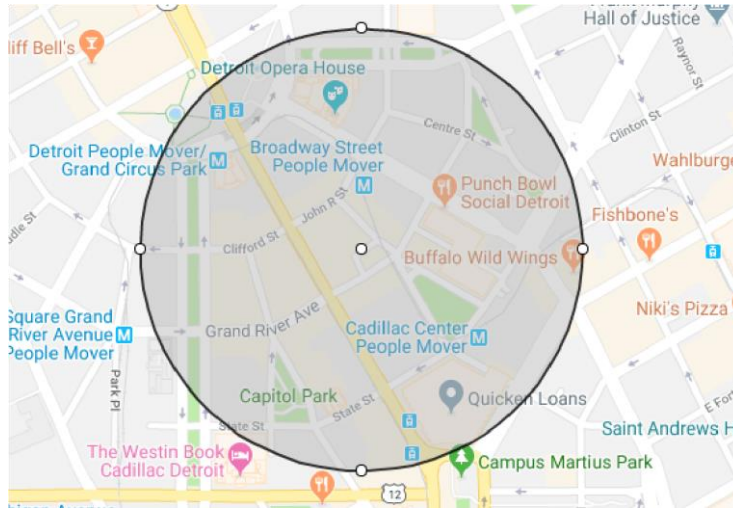 Hall of Justice
liff Bell's
Raynor St
Detroit Opera House
Centre St
Clinton St
Detroit People Mover/
Grand Circus Park
M
Broadway Street
People Mover
M
Wahlburge
John R St
Punch Bowl
Social Detroit
Fishbone's
Clifford St
Buffalo Wild Wings
Square Grand
River Avenue
People Mover
M
Grand River Ave
Cadillac Center
People Mover
M
Niki's Pizza
Park Pl
Capitol Park
State St
Quicken Loans
E Fort
State St
Saint Andrews H
The Westin Book
Cadillac Detroit
Campus Martius Park
12